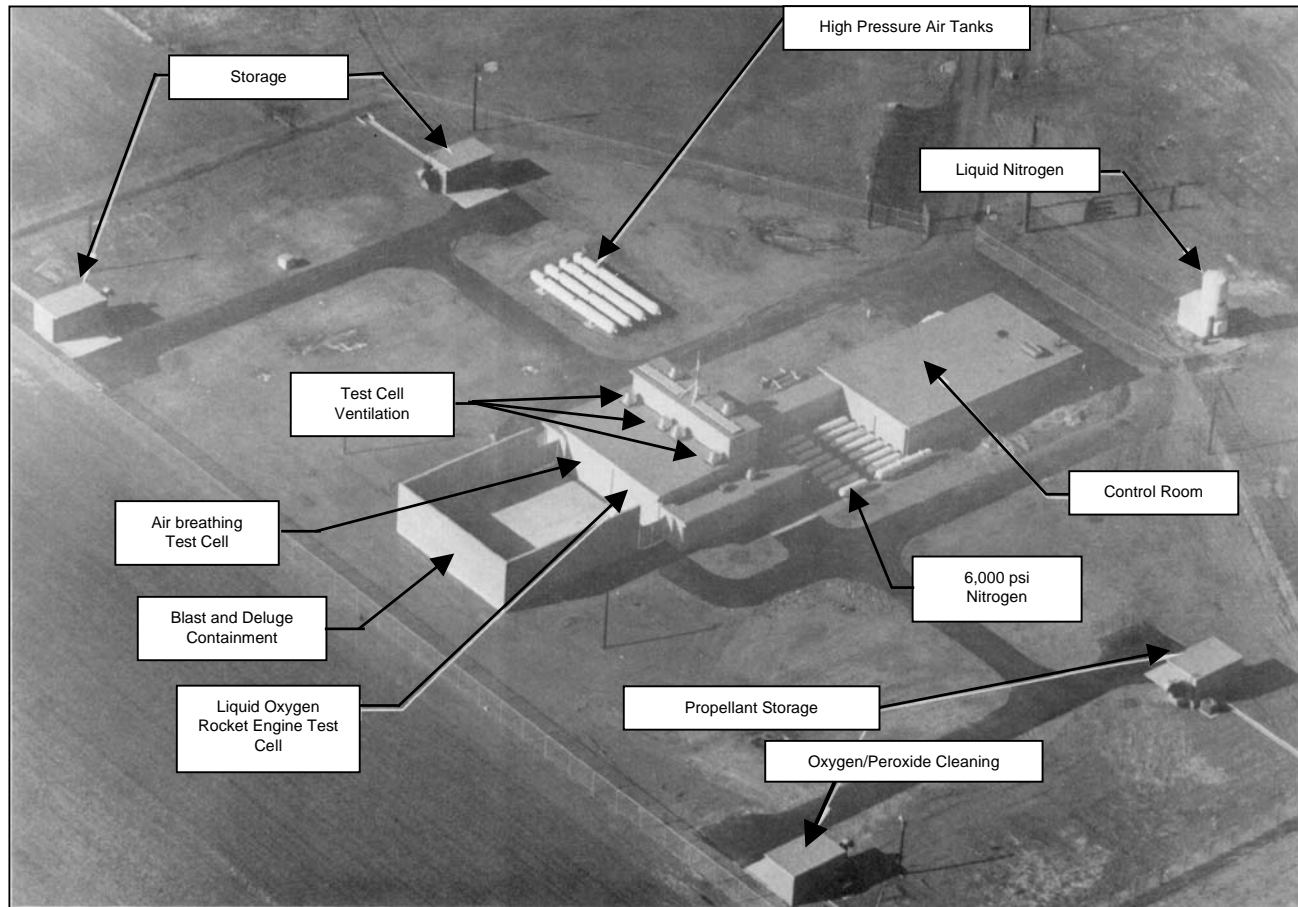 High Pressure Air Tanks
Storage
Liquid Nitrogen
Test Cell
Ventilation
Control Room
Air breathing
Test Cell
6,000 psi
Nitrogen
Blast and Deluge
Containment
Liquid Oxygen
Rocket Engine Test
Cell
Propellant Storage
Oxygen/Peroxide Cleaning